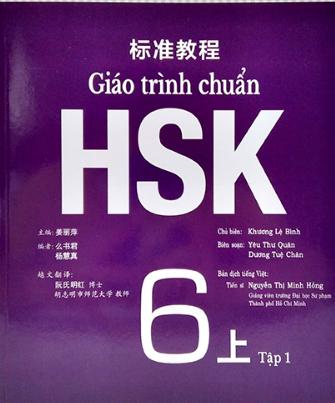 标准教程
Giáo trình chuẩn
HSK
主编: 姜丽萍
编者: 么书君
杨慧真
越文翻译:
阮氏明红 博士
胡志明市师范大学 教师
Chủ biên: Khương Lệ Bình
Biên soạn: Yêu Thư Quân
Dương Tuệ Chân
Bản dịch tiếng Việt:
Tiến sĩ Nguyễn Thị Minh Hồng
Giảng viên trường Đại học Sư phạm
Thành phố Hồ Chí Minh
6上 Tập 1